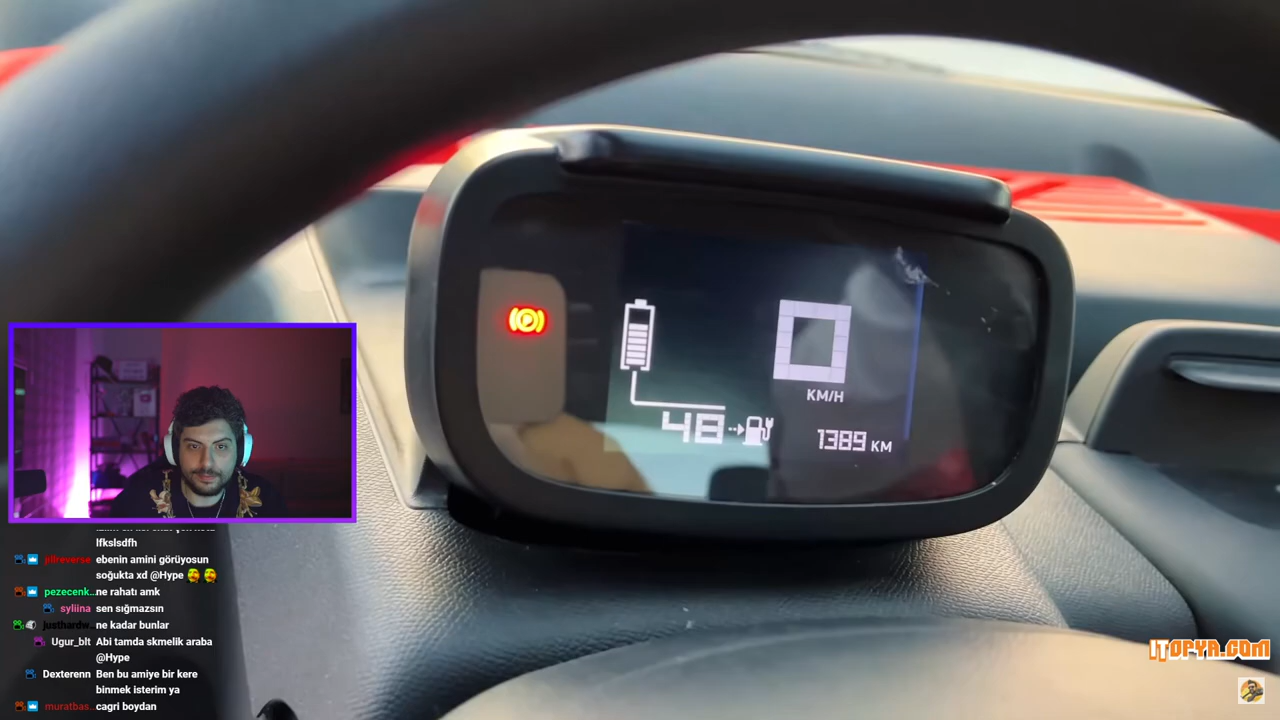 P
KM/H
48
1389 KM
lfkslsdfh
jilreverse ebenin amini görüyosun
soğukta xd @Hype
pezecenk... ne rahatı amk
syliina sen sığmazsın
justhardw.. ne kadar bunlar
Ugur_blt Abi tamda skmelik araba
@Hype
Dexterenn Ben bu amiye bir kere
binmek isterim ya
muratbas.. cagri boydan
ITOPYA.COM